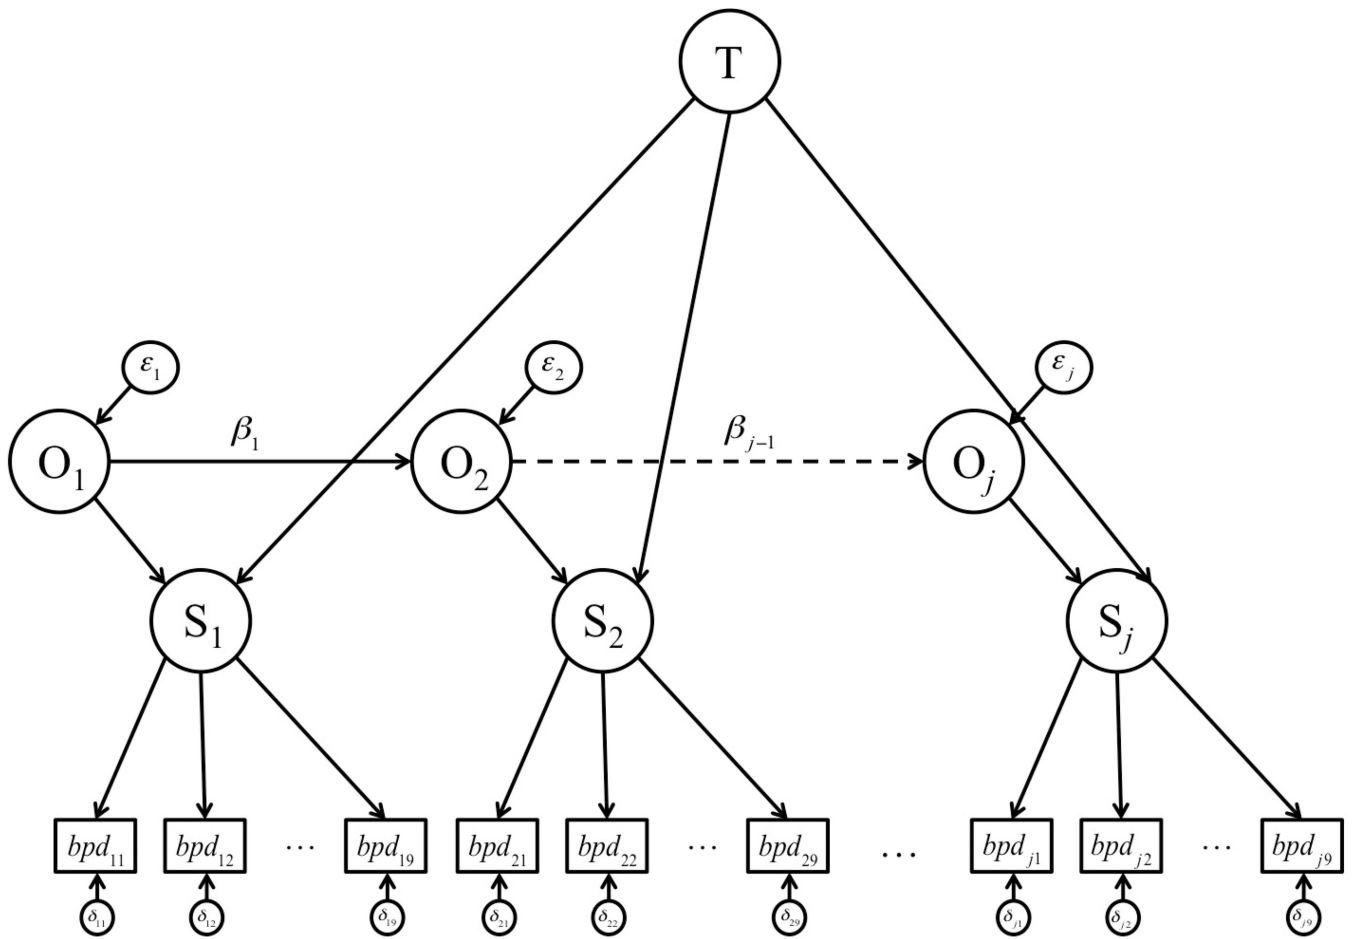 T
ε₁ ε₂ εⱼ
β₁ βⱼ₋₁
O₁ O₂ Oⱼ
S₁ S₂ Sⱼ
bpd₁₁ bpd₁₂ … bpd₁₉ bpd₂₁ bpd₂₂ … bpd₂₉ … bpdⱼ₁ bpdⱼ₂ … bpdⱼ₉
δ₁₁ δ₁₂ δ₁₉ δ₂₁ δ₂₂ δ₂₉ δⱼ₁ δⱼ₂ δⱼ₉